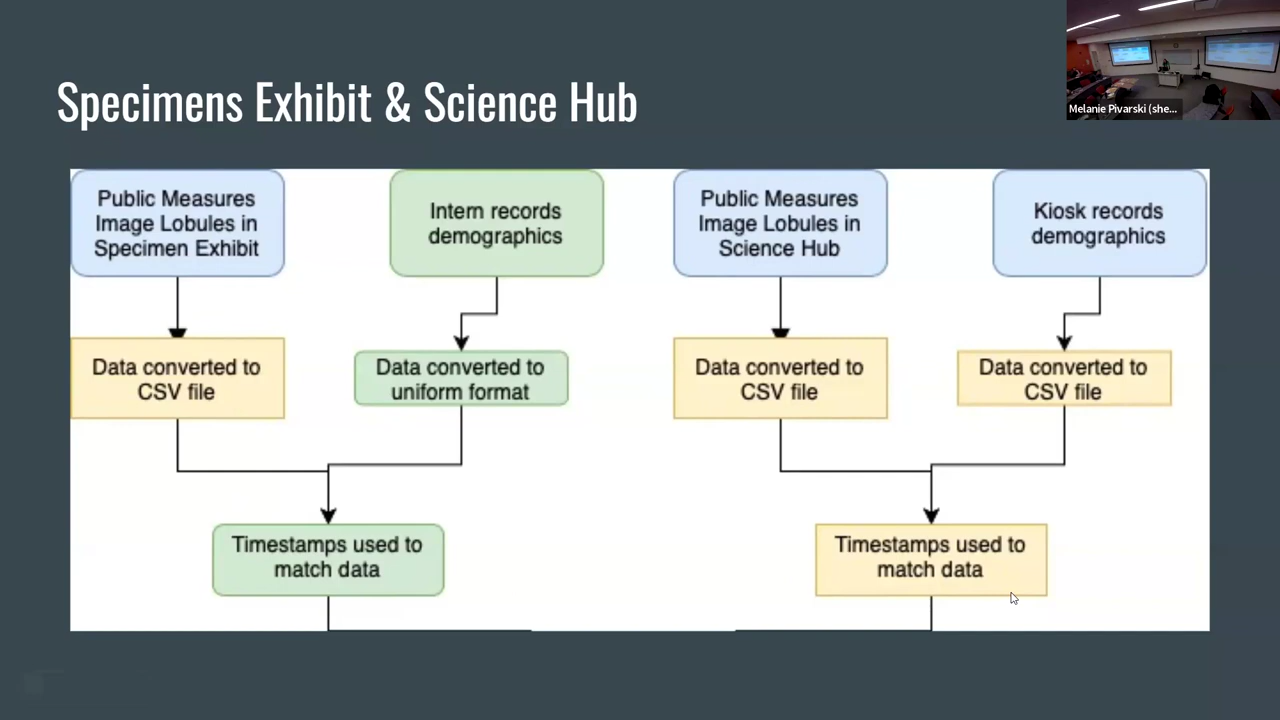 Specimens Exhibit & Science Hub
Melanie Pivarski (she...
Public Measures
Image Lobules in
Specimen Exhibit
Intern records
demographics
Public Measures
Image Lobules in
Science Hub
Kiosk records
demographics
Data converted to
CSV file
Data converted to
uniform format
Data converted to
CSV file
Data converted to
CSV file
Timestamps used to
match data
Timestamps used to
match data